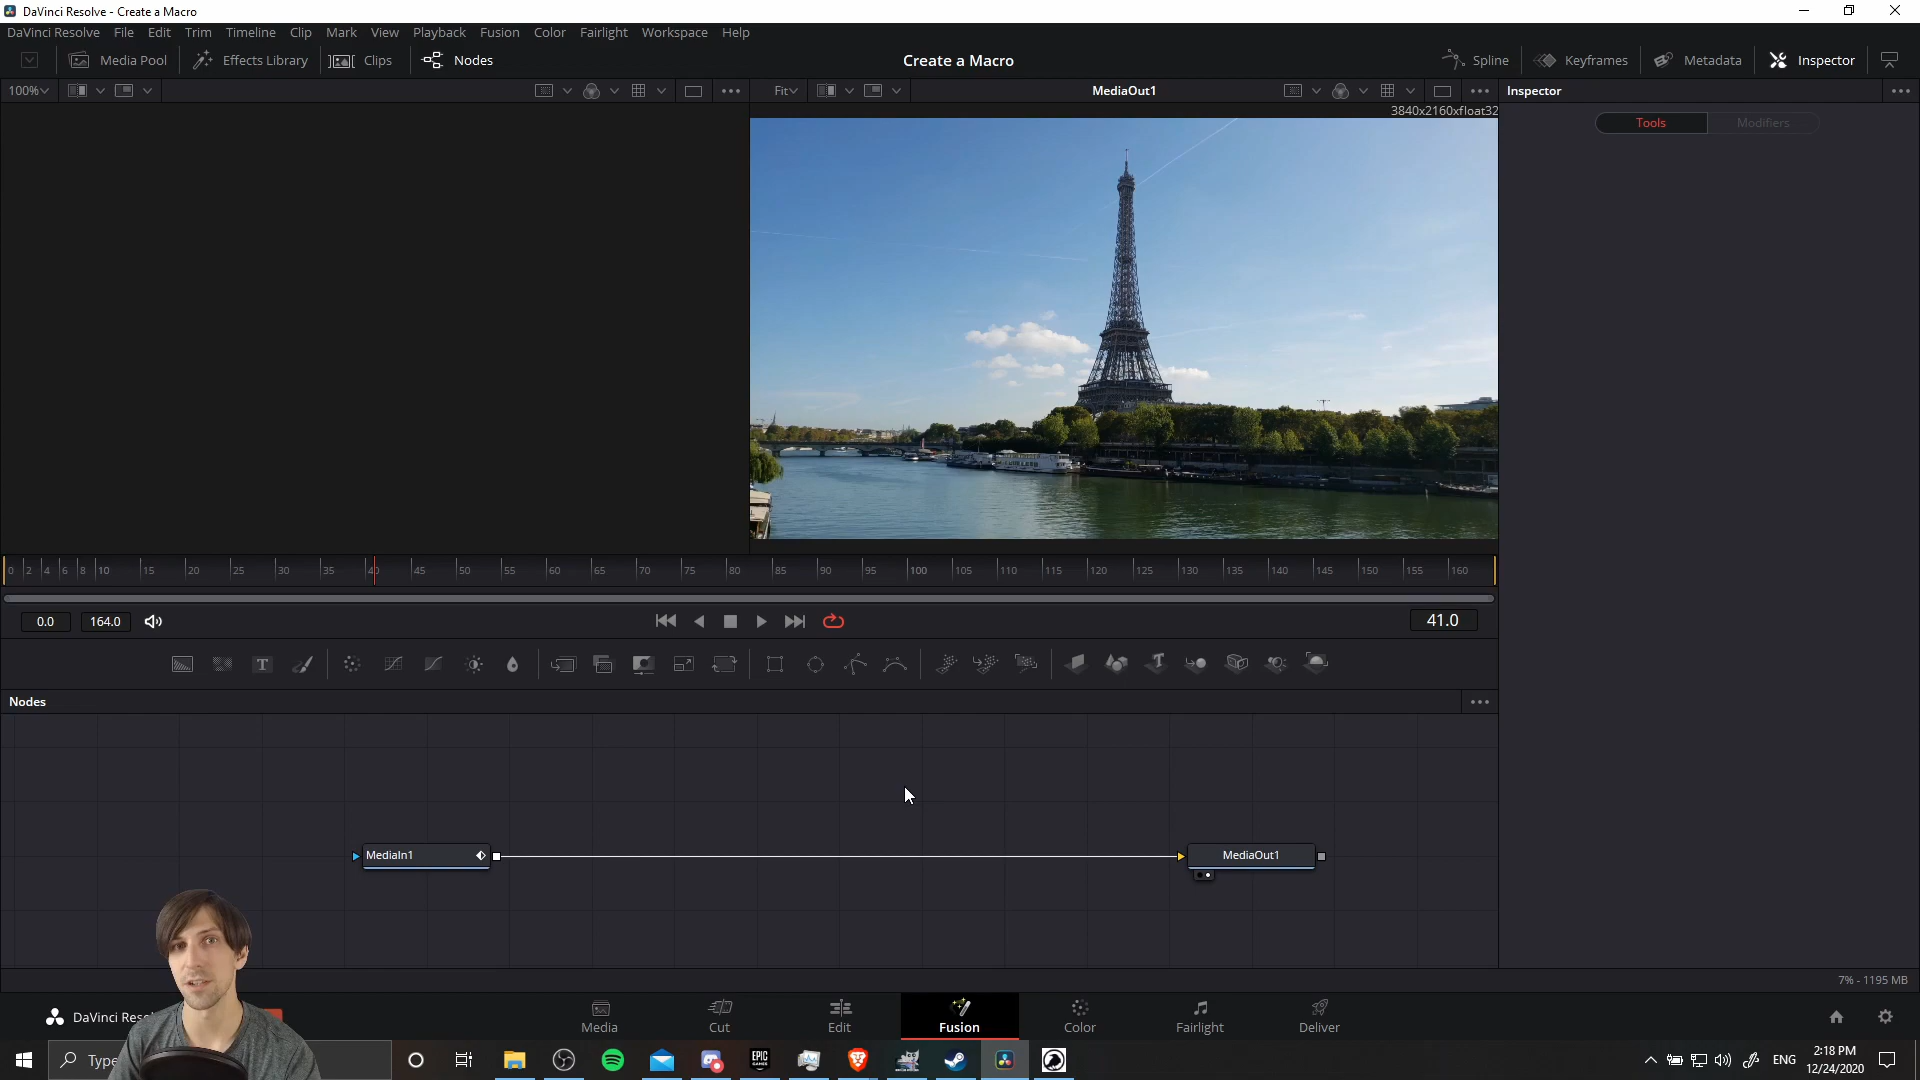 DaVinci Resolve - Create a Macro
DaVinci Resolve File Edit Trim Timeline Clip Mark View Playback Fusion Color Fairlight Workspace Help
Media Pool Effects Library Clips Nodes Create a Macro Spline Keyframes Metadata Inspector
100% Fit MediaOut1 Inspector
3840x2160xfloat32
Tools Modifiers
0 2 4 6 8 10 15 20 25 30 35 40 45 50 55 60 65 70 75 80 85 90 95 100 105 110 115 120 125 130 135 140 145 150 155 160
0.0 164.0 41.0
T
Nodes
MediaIn1 MediaOut1
7% - 1195 MB
DaVinci Reso
Media Cut Edit Fusion Color Fairlight Deliver
Type
EPIC GAMES
ENG
2:18 PM
12/24/2020